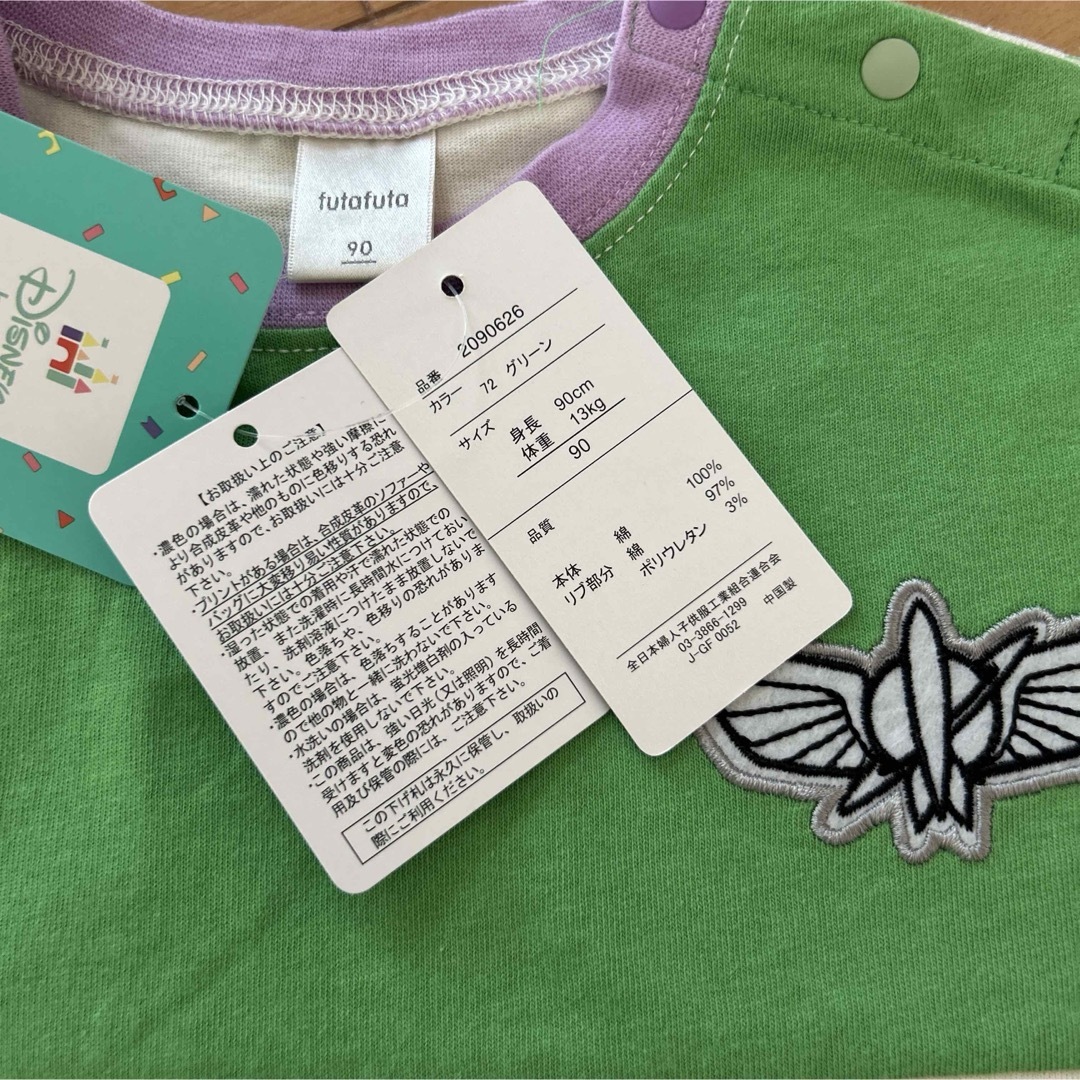 futafuta
90
DISNEY
in
【お取扱い上のご注意】
・濃色の場合は、濡れた状態や強い摩擦に
より合成皮革や他のものに色移りする恐れ
がありますので、お取扱いには十分ご注意
下さい。
・プリントがある場合は、合成皮革のソファーや
バッグに大変移り易い性質がありますので、
お取扱いには十分ご注意下さい。
・湿った状態での着用や汗で濡れた状態での
放置、また洗濯時に長時間水につけておい
たり、洗剤溶液につけたまま放置しないで
下さい。色落ちや、色移りの恐れがありま
すのでご注意下さい。
・濃色の場合は、色落ちすることがあります
ので他の物と一緒に洗わないで下さい。
・水洗いの場合は、蛍光増白剤の入っている
洗剤を使用しないで下さい。
・この商品は、強い日光(又は照明)を長時間
受けますと変色の恐れがありますので、ご着
用及び保管の際には、ご注意下さい。
この下げ札は永久に保管し、取扱いの
際にご利用ください。
品番 2090626
カラー 72 グリーン
サイズ 身長 90cm
体重 13kg
90
品質
本体 綿 100%
リブ部分 綿 97%
ポリウレタン 3%
全日本婦人子供服工業組合連合会
03-3866-1299
J-GF 0052 中国製